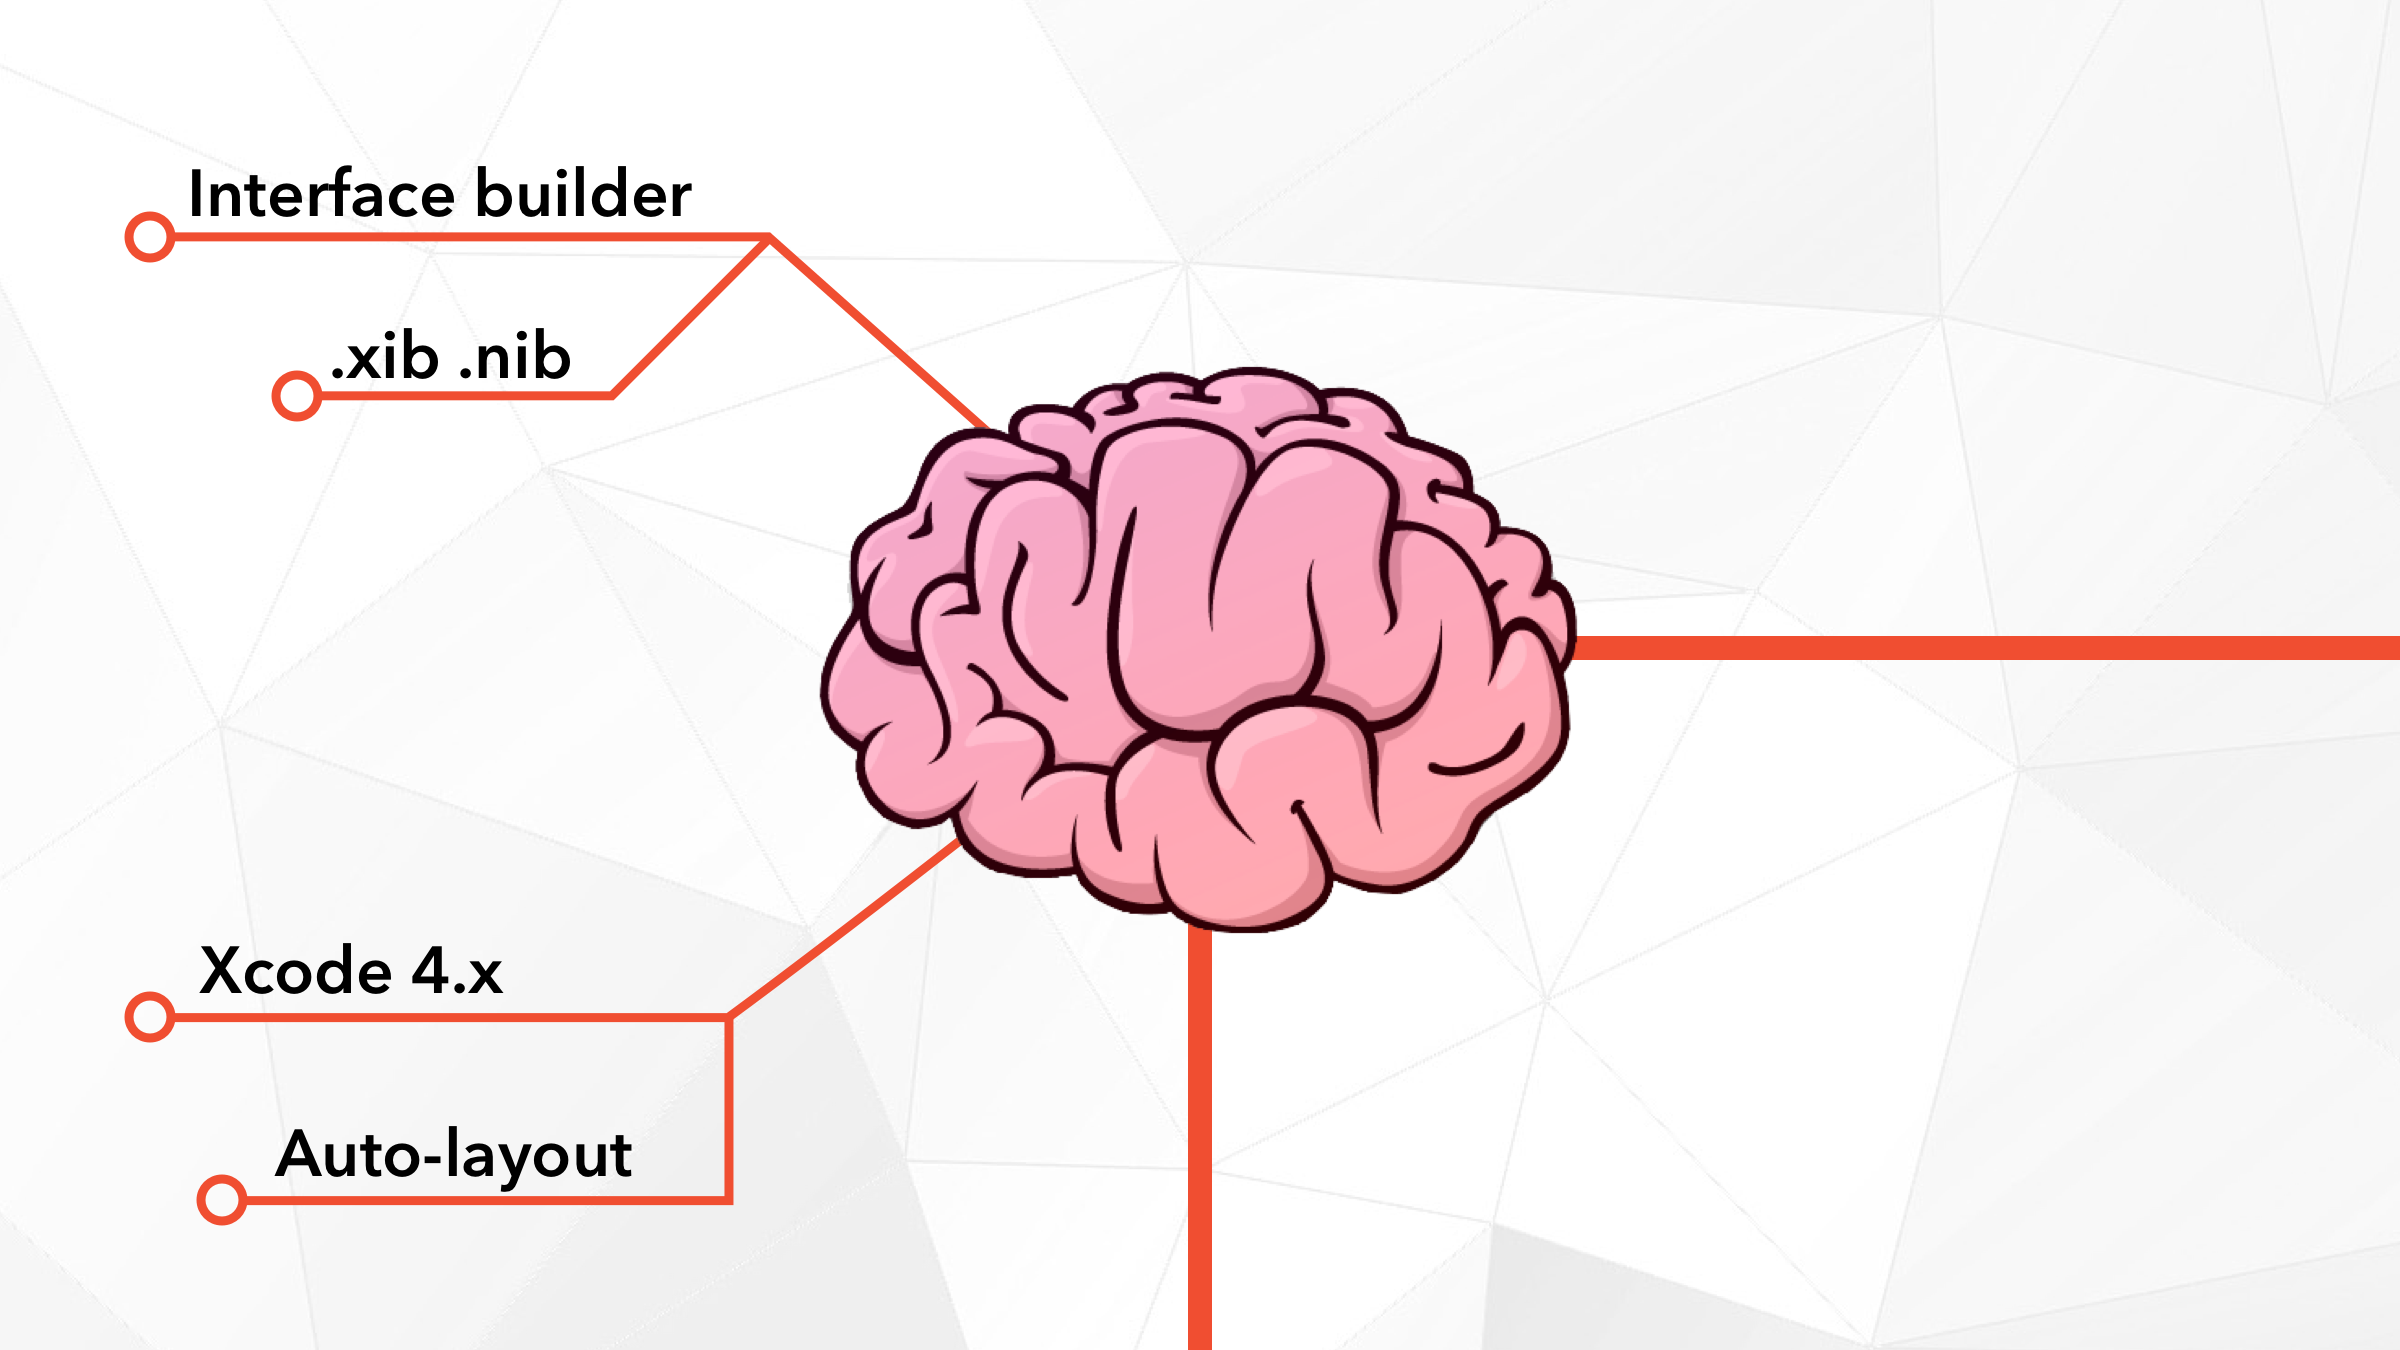 Interface builder
.xib .nib
Xcode 4.x
Auto-layout